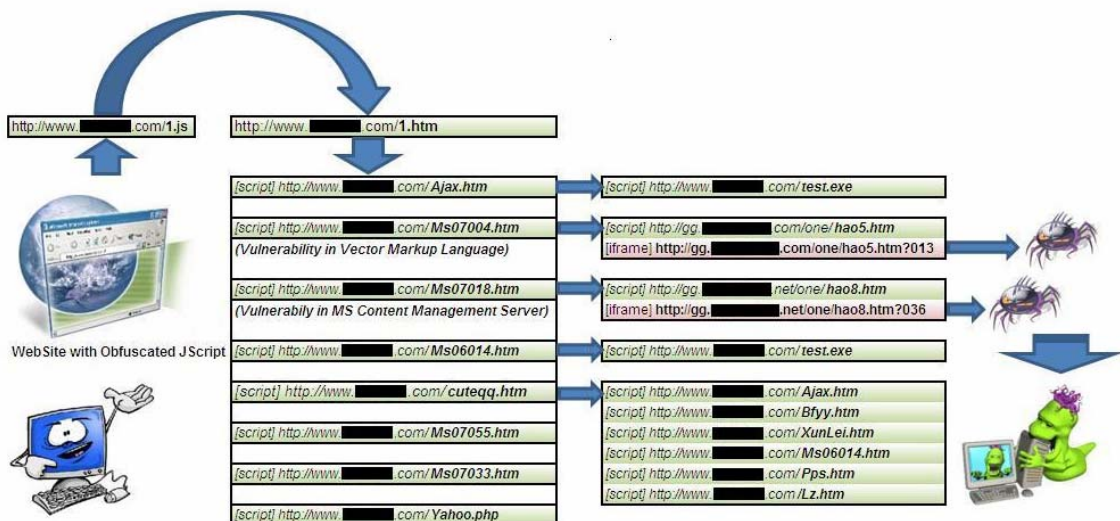 http://www. .com/1.js
http://www. .com/1.htm
[script] http://www. .com/Ajax.htm
[script] http://www. .com/test.exe
[script] http://www. .com/Ms07004.htm
(Vulnerability in Vector Markup Language)
[script] http://gg. .com/one/hao5.htm
[iframe] http://gg. .com/one/hao5.htm?013
[script] http://www. .com/Ms07018.htm
(Vulnerabily in MS Content Management Server)
[script] http://gg. .net/one/hao8.htm
[iframe] http://gg. .net/one/hao8.htm?036
WebSite with Obfuscated JScript
[script] http://www. .com/Ms06014.htm
[script] http://www. .com/test.exe
[script] http://www. .com/cuteqq.htm
[script] http://www. .com/Ajax.htm
[script] http://www. .com/Bfyy.htm
[script] http://www. .com/XunLei.htm
[script] http://www. .com/Ms06014.htm
[script] http://www. .com/Pps.htm
[script] http://www. .com/Lz.htm
[script] http://www. .com/Ms07055.htm
[script] http://www. .com/Ms07033.htm
[script] http://www. .com/Yahoo.php